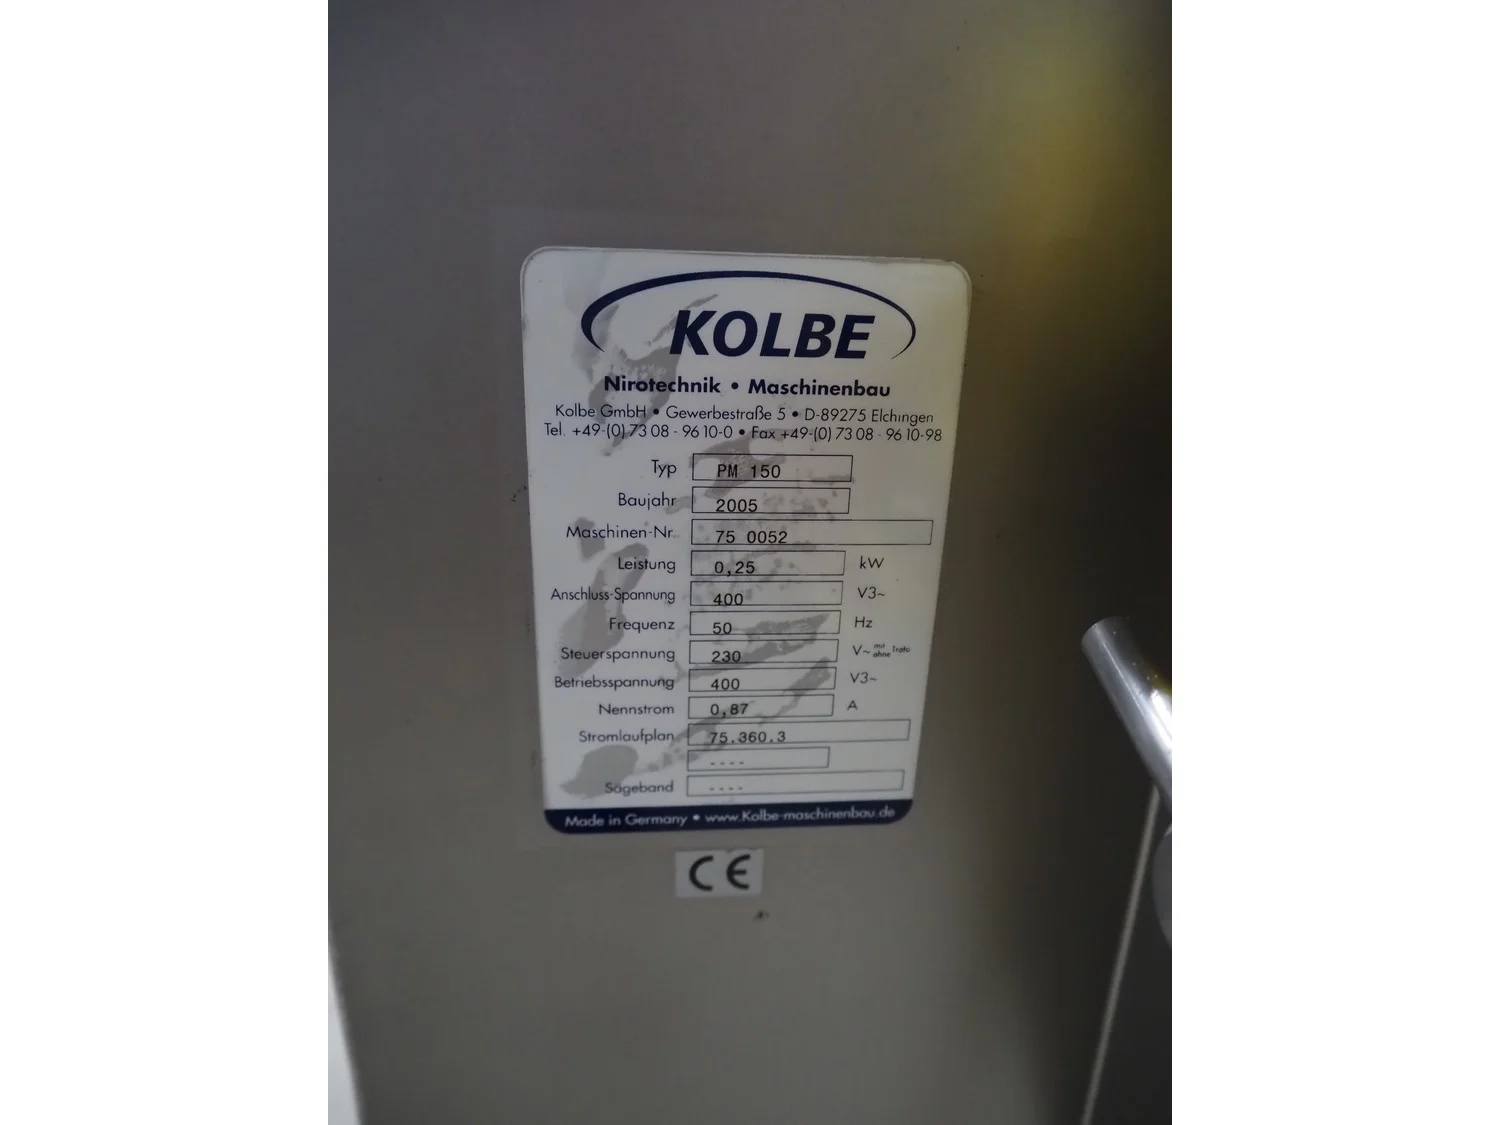 KOLBE
Nirotechnik • Maschinenbau
Kolbe GmbH • Gewerbestraße 5 • D-89275 Elchingen
Tel. +49-(0) 73 08 - 96 10-0 • Fax +49-(0) 73 08 - 96 10-98
Typ PM 150
Baujahr 2005
Maschinen-Nr. 75 0052
Leistung 0,25 kW
Anschluss-Spannung 400 V3~
Frequenz 50 Hz
Steuerspannung 230 V~ mit ohne Trafo
Betriebsspannung 400 V3~
Nennstrom 0,87 A
Stromlaufplan 75.360.3
----
Sägeband ----
Made in Germany • www.Kolbe-maschinenbau.de
CE